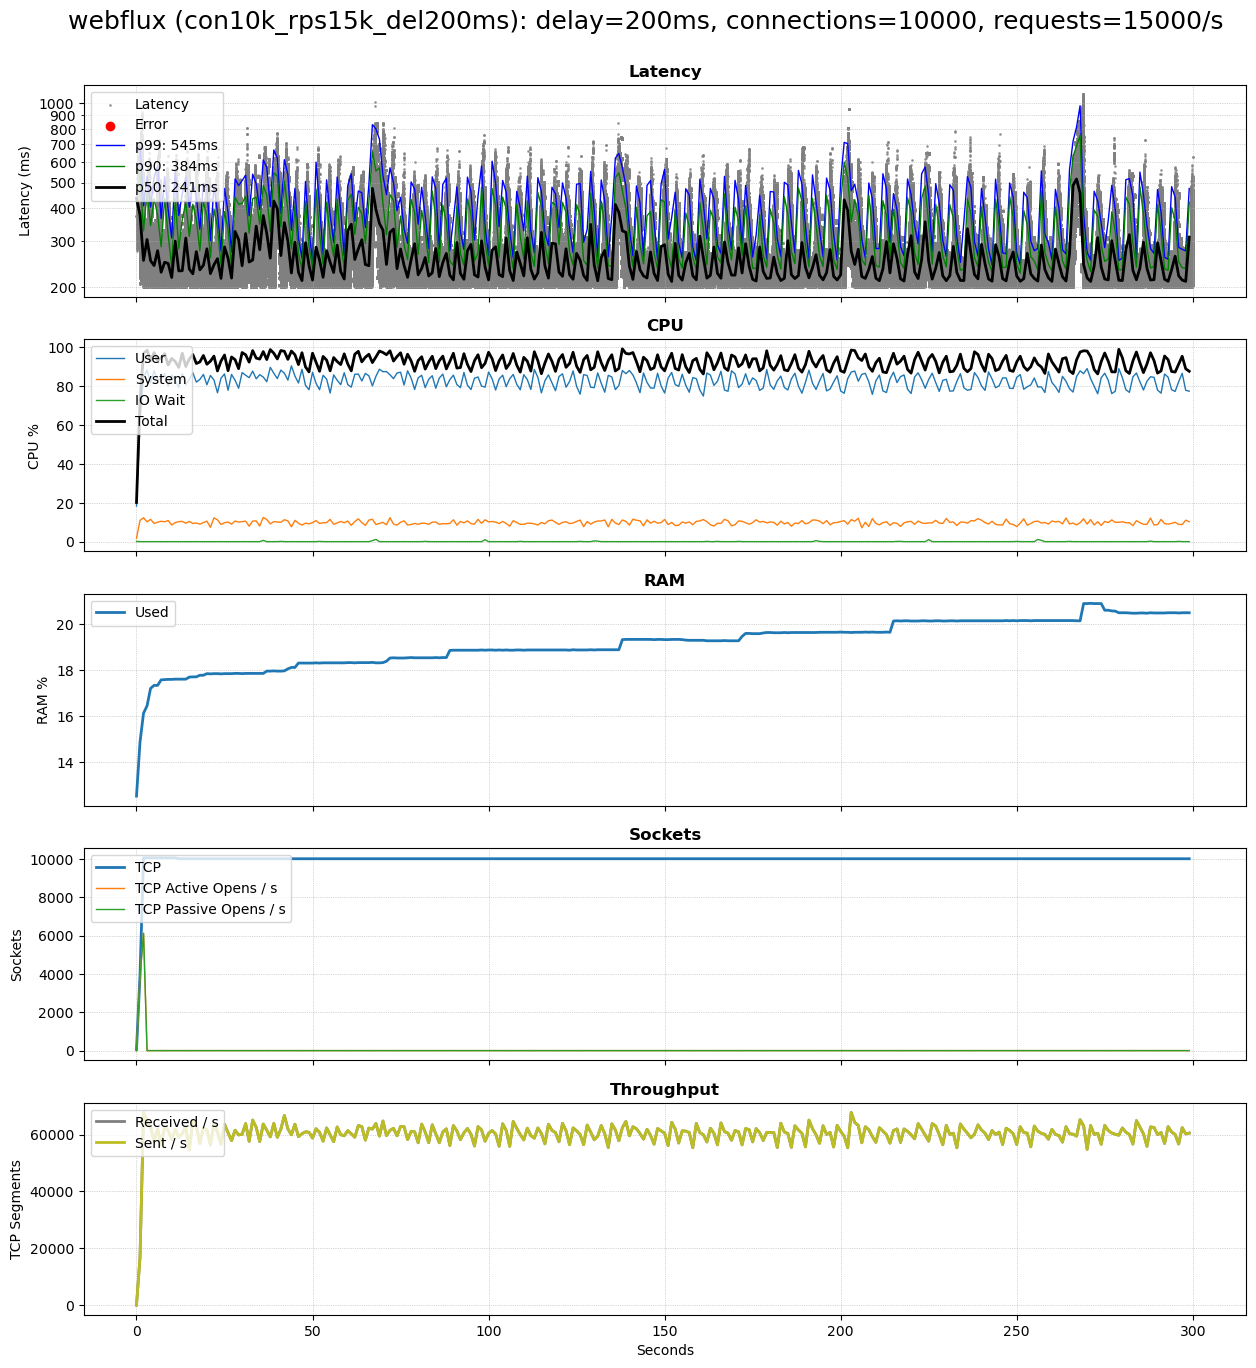 webflux (con10k_rps15k_del200ms): delay=200ms, connections=10000, requests=15000/s
Latency
Latency (ms)
1000
900
800
700
600
500
400
300
200
Latency
Error
p99: 545ms
p90: 384ms
p50: 241ms
CPU
CPU %
100
80
60
40
20
0
User
System
IO Wait
Total
RAM
RAM %
20
18
16
14
Used
Sockets
Sockets
10000
8000
6000
4000
2000
0
TCP
TCP Active Opens / s
TCP Passive Opens / s
Throughput
TCP Segments
60000
40000
20000
0
Received / s
Sent / s
0 50 100 150 200 250 300
Seconds